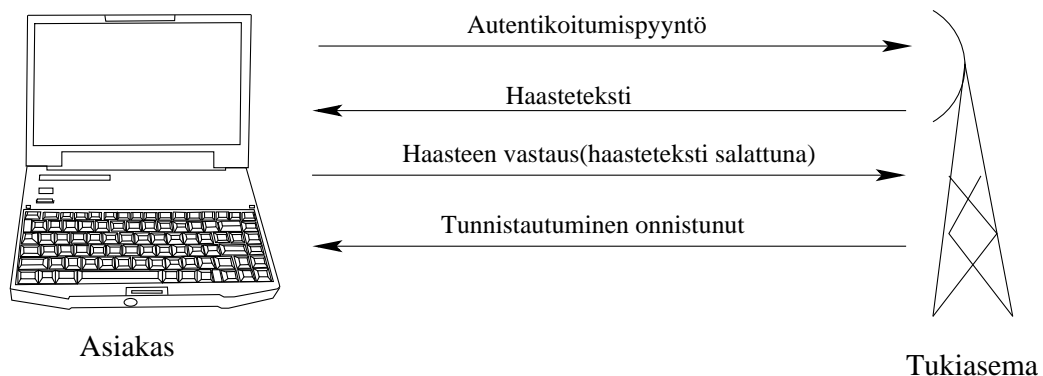 Autentikoitumispyyntö
Haasteteksti
Haasteen vastaus(haasteteksti salattuna)
Tunnistautuminen onnistunut
Asiakas
Tukiasema